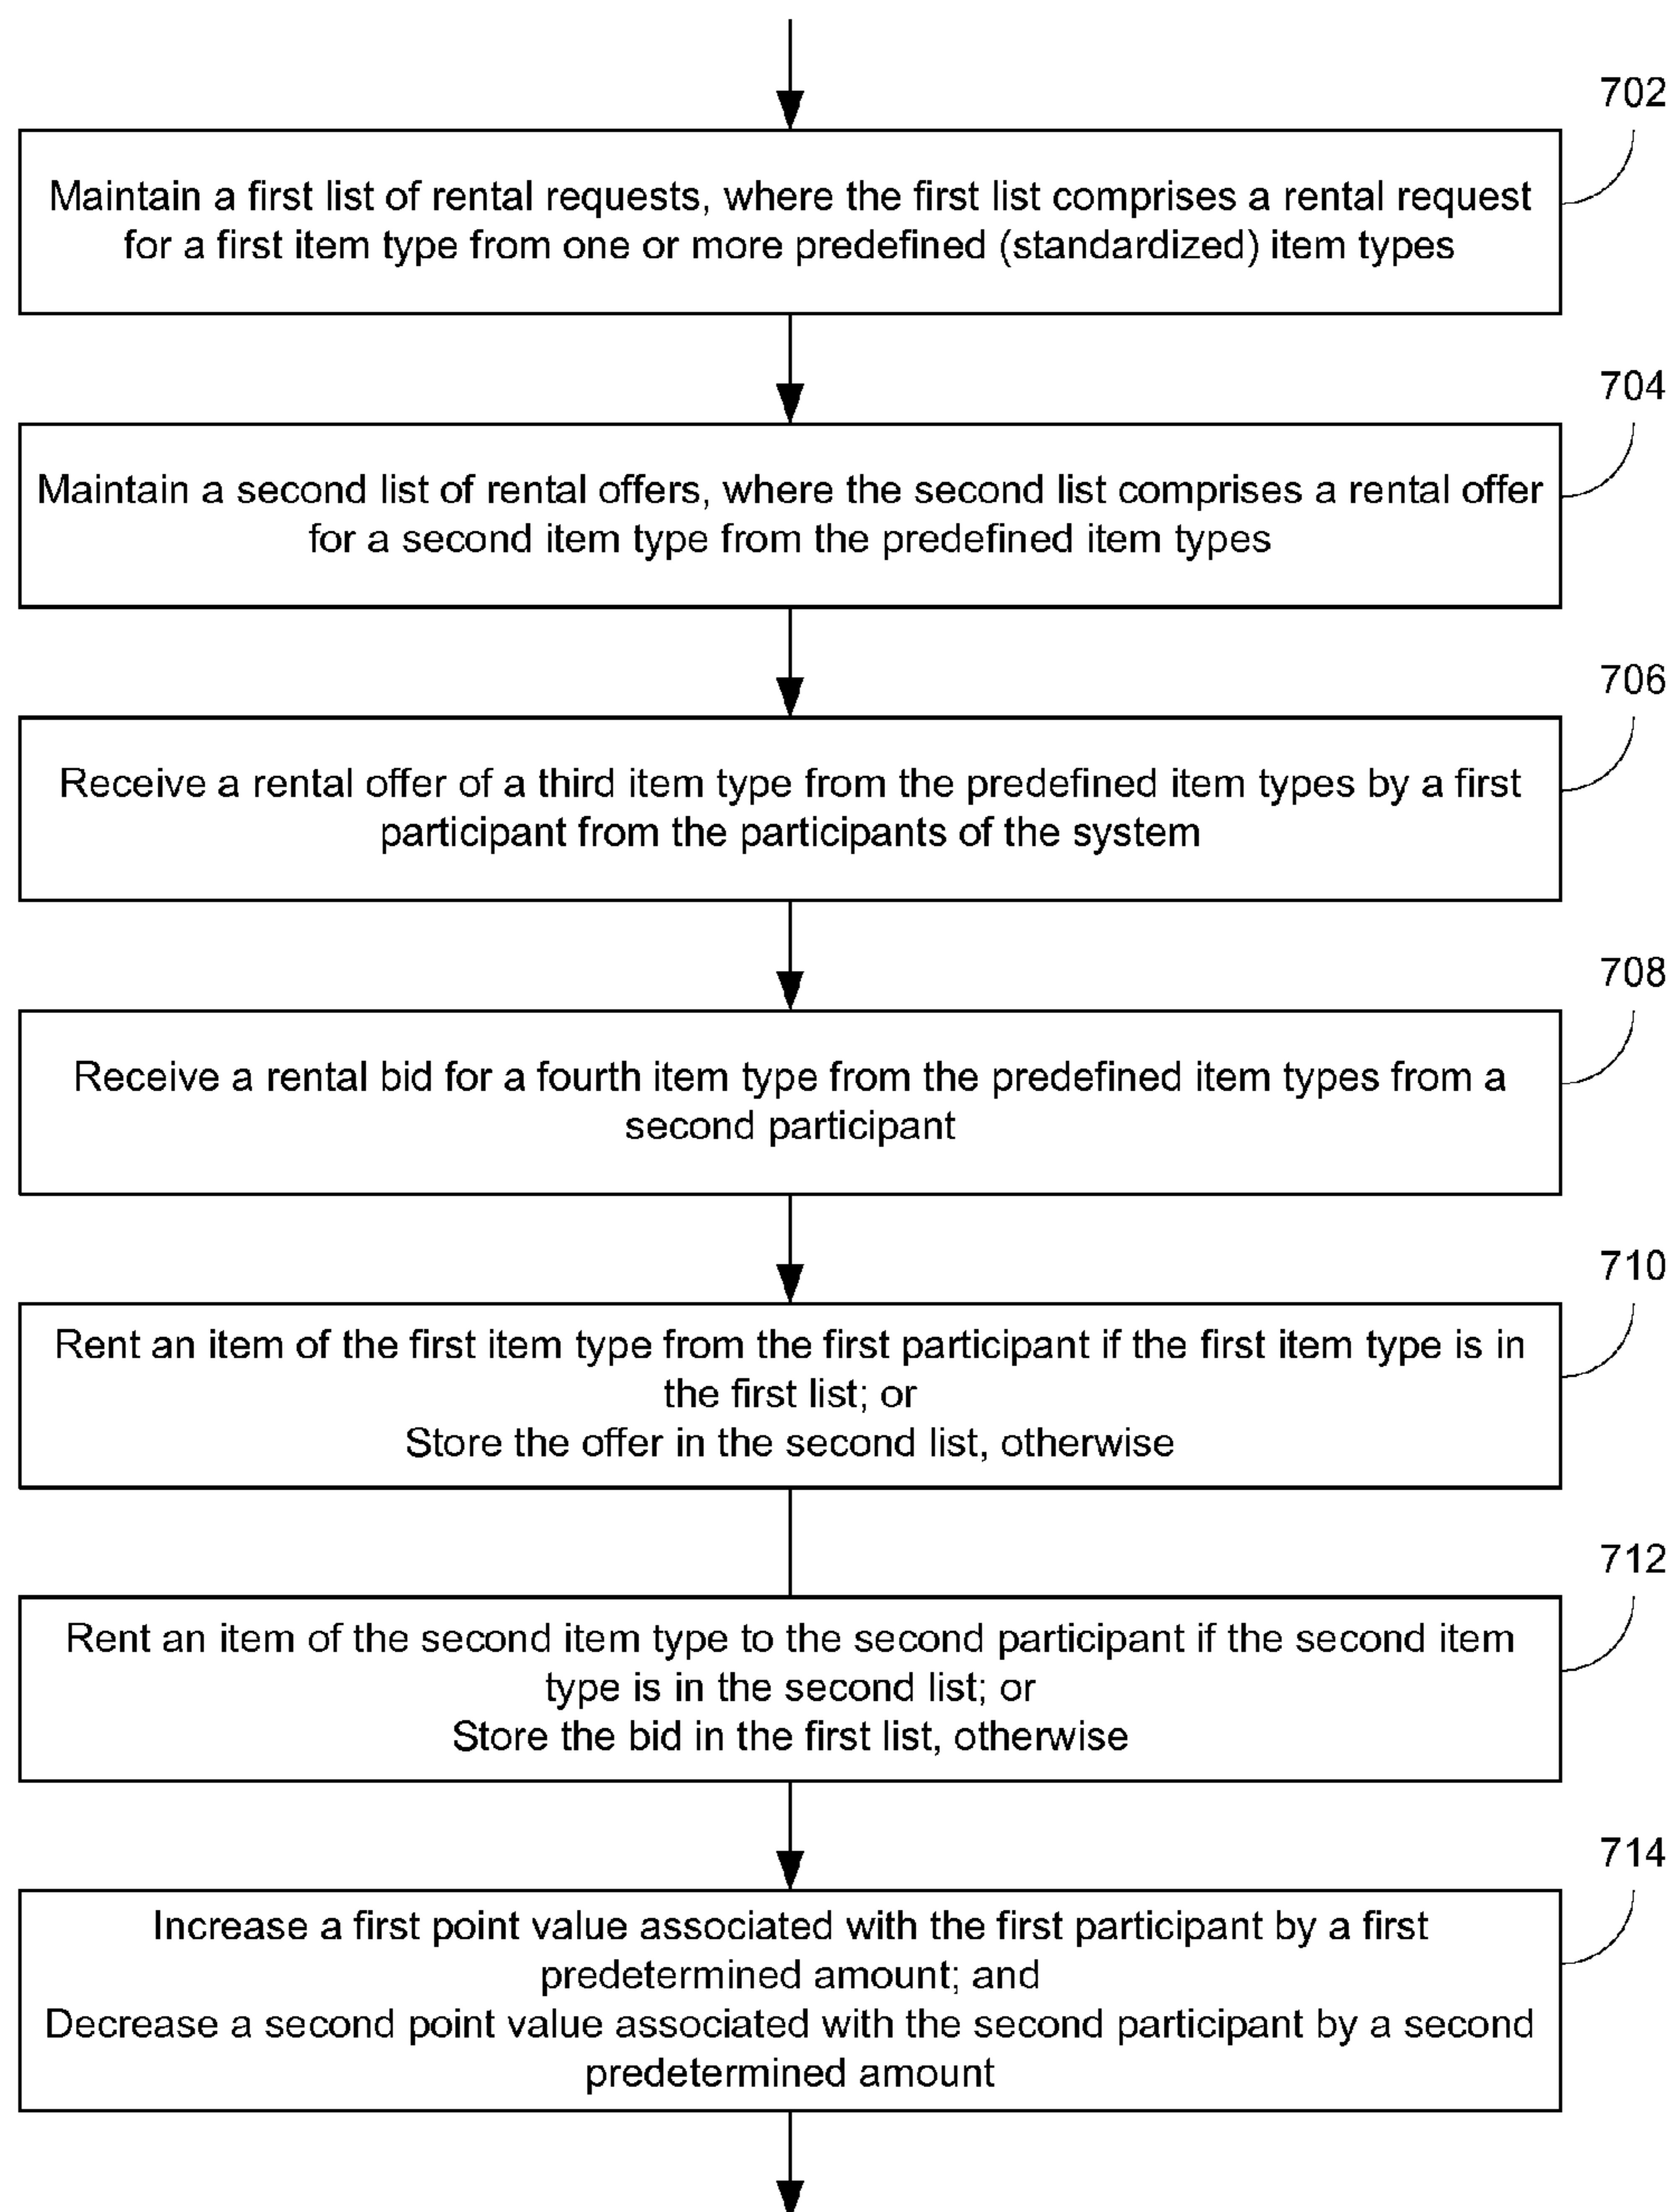 702
Maintain a first list of rental requests, where the first list comprises a rental request
for a first item type from one or more predefined (standardized) item types
704
Maintain a second list of rental offers, where the second list comprises a rental offer
for a second item type from the predefined item types
706
Receive a rental offer of a third item type from the predefined item types by a first
participant from the participants of the system
708
Receive a rental bid for a fourth item type from the predefined item types from a
second participant
710
Rent an item of the first item type from the first participant if the first item type is in
the first list; or
Store the offer in the second list, otherwise
712
Rent an item of the second item type to the second participant if the second item
type is in the second list; or
Store the bid in the first list, otherwise
714
Increase a first point value associated with the first participant by a first
predetermined amount; and
Decrease a second point value associated with the second participant by a second
predetermined amount